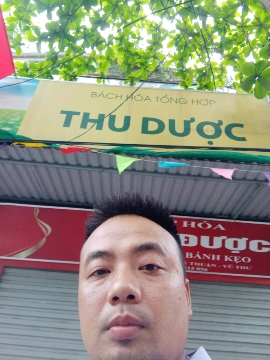 BÁCH HÓA TỔNG HỢP
THU DƯỢC
HÓA
DƯỢC
BÁNH KẸO
THUẬN - VŨ THƯ